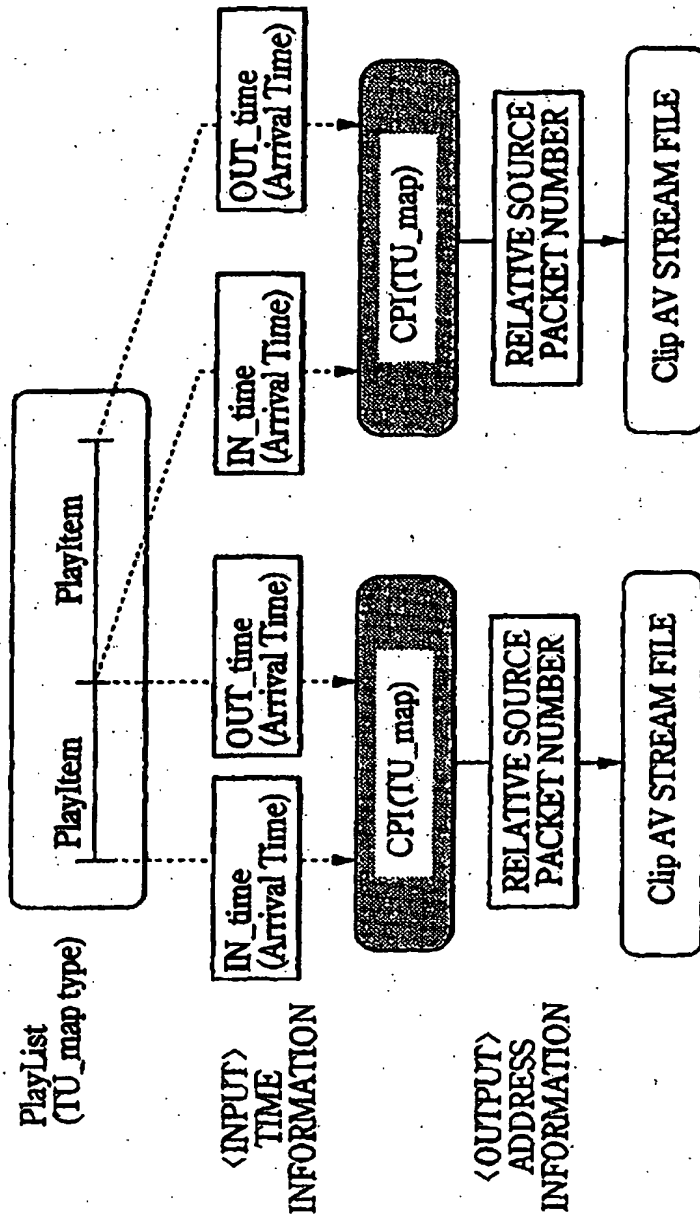 PlayList
(TU_map type)
PlayItem
PlayItem
<INPUT>
TIME
INFORMATION
IN_time
(Arrival Time)
OUT_time
(Arrival Time)
IN_time
(Arrival Time)
OUT_time
(Arrival Time)
CPI(TU_map)
CPI(TU_map)
<OUTPUT>
ADDRESS
INFORMATION
RELATIVE SOURCE
PACKET NUMBER
RELATIVE SOURCE
PACKET NUMBER
Clip AV STREAM FILE
Clip AV STREAM FILE